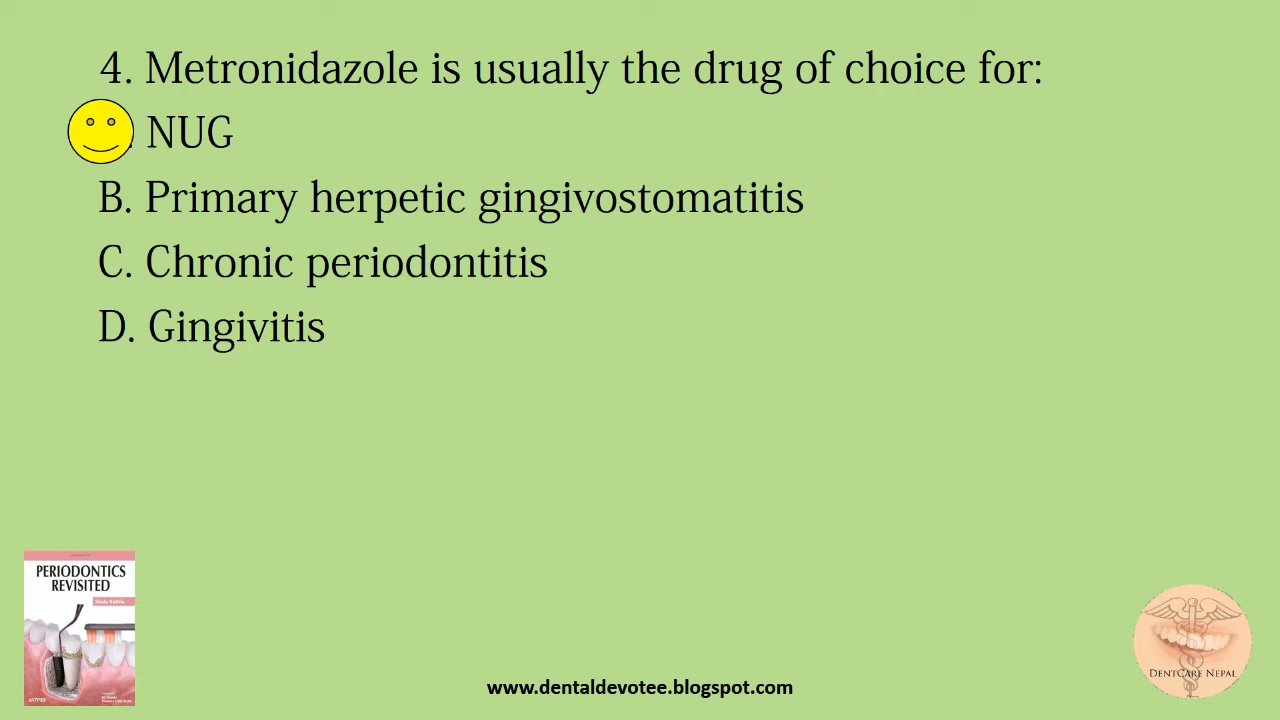 4. Metronidazole is usually the drug of choice for:
. NUG
B. Primary herpetic gingivostomatitis
C. Chronic periodontitis
D. Gingivitis
PERIODONTICS
REVISITED
JAYPEE
www.dentaldevotee.blogspot.com
DENTCARE NEPAL